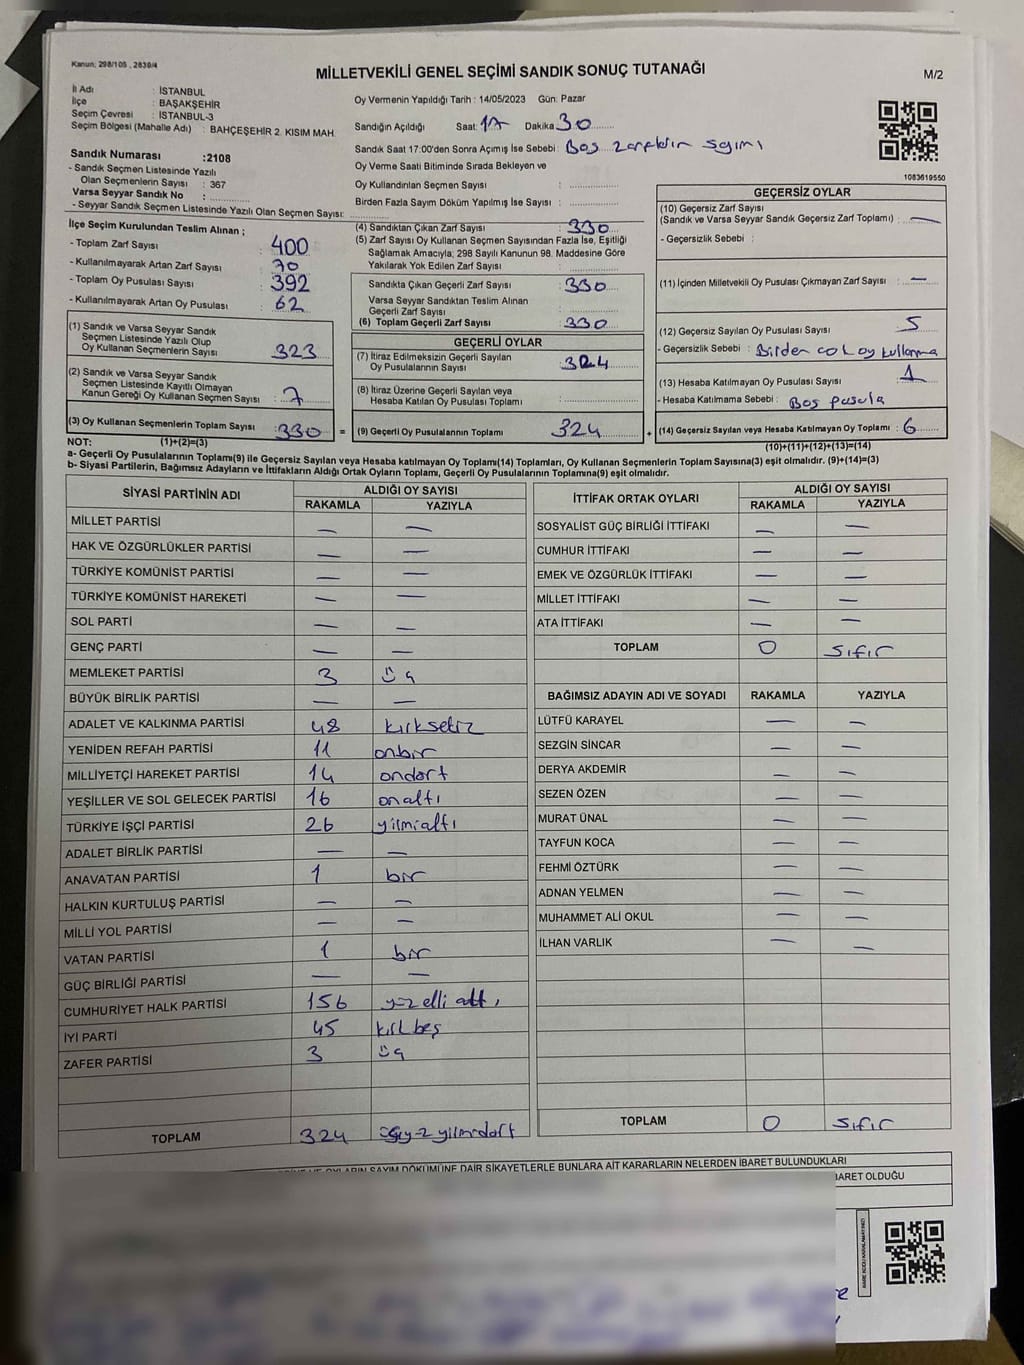 Kanun: 298/105 , 2839/4
MİLLETVEKİLİ GENEL SEÇİMİ SANDIK SONUÇ TUTANAĞI
M/2
İl Adı : İSTANBUL
İlçe : BAŞAKŞEHİR
Seçim Çevresi : İSTANBUL-3
Seçim Bölgesi (Mahalle Adı) : BAHÇEŞEHİR 2. KISIM MAH.
Sandık Numarası :2108
- Sandık Seçmen Listesinde Yazılı
Olan Seçmenlerin Sayısı : 367
Varsa Seyyar Sandık No :
- Seyyar Sandık Seçmen Listesinde Yazılı Olan Seçmen Sayısı:
Oy Vermenin Yapıldığı Tarih : 14/05/2023 Gün: Pazar
Sandığın Açıldığı Saat: Dakika 30
Sandık Saat 17:00'den Sonra Açımış İse Sebebi: Boş zarfların sayımı
Oy Verme Saati Bitiminde Sırada Bekleyen ve
Oy Kullandırılan Seçmen Sayısı :
Birden Fazla Sayım Döküm Yapılmış İse Sayısı :
1083619550
İlçe Seçim Kurulundan Teslim Alınan ;
- Toplam Zarf Sayısı : 400
- Kullanılmayarak Artan Zarf Sayısı : 70
- Toplam Oy Pusulası Sayısı : 392
- Kullanılmayarak Artan Oy Pusulası : 62
(1) Sandık ve Varsa Seyyar Sandık
Seçmen Listesinde Yazılı Olup
Oy Kullanan Seçmenlerin Sayısı : 323
(2) Sandık ve Varsa Seyyar Sandık
Seçmen Listesinde Kayıtlı Olmayan
Kanun Gereği Oy Kullanan Seçmen Sayısı : 7
(3) Oy Kullanan Seçmenlerin Toplam Sayısı :330 =
(4) Sandıktan Çıkan Zarf Sayısı : 330
(5) Zarf Sayısı Oy Kullanan Seçmen Sayısından Fazla İse, Eşitliği
Sağlamak Amacıyla; 298 Sayılı Kanunun 98. Maddesine Göre
Yakılarak Yok Edilen Zarf Sayısı :
Sandıkta Çıkan Geçerli Zarf Sayısı : 330
Varsa Seyyar Sandıktan Teslim Alınan
Geçerli Zarf Sayısı :
(6) Toplam Geçerli Zarf Sayısı : 330
GEÇERLİ OYLAR
(7) İtiraz Edilmeksizin Geçerli Sayılan
Oy Pusulalarının Sayısı : 324
(8) İtiraz Üzerine Geçerli Sayılan veya
Hesaba Katılan Oy Pusulası Toplamı :
(9) Geçerli Oy Pusulalarının Toplamı : 324 +
GEÇERSİZ OYLAR
(10) Geçersiz Zarf Sayısı
(Sandık ve Varsa Seyyar Sandık Geçersiz Zarf Toplamı) : —
- Geçersizlik Sebebi :
(11) İçinden Milletvekili Oy Pusulası Çıkmayan Zarf Sayısı : —
(12) Geçersiz Sayılan Oy Pusulası Sayısı : 5
- Geçersizlik Sebebi : Birden çok oy kullanma
(13) Hesaba Katılmayan Oy Pusulası Sayısı : 1
- Hesaba Katılmama Sebebi : Boş pusula
(14) Geçersiz Sayılan veya Hesaba Katılmayan Oy Toplamı : 6
NOT: (1)+(2)=(3)
(10)+(11)+(12)+(13)=(14)
a- Geçerli Oy Pusulalarının Toplamı(9) ile Geçersiz Sayılan veya Hesaba katılmayan Oy Toplamı(14) Toplamları, Oy Kullanan Seçmenlerin Toplam Sayısına(3) eşit olmalıdır. (9)+(14)=(3)
b- Siyasi Partilerin, Bağımsız Adayların ve İttifakların Aldığı Ortak Oyların Toplamı, Geçerli Oy Pusulalarının Toplamına(9) eşit olmalıdır.
SİYASİ PARTİNİN ADI ALDIĞI OY SAYISI
RAKAMLA YAZIYLA
MİLLET PARTİSİ — —
HAK VE ÖZGÜRLÜKLER PARTİSİ — —
TÜRKİYE KOMÜNİST PARTİSİ — —
TÜRKİYE KOMÜNİST HAREKETİ — —
SOL PARTİ — —
GENÇ PARTİ — —
MEMLEKET PARTİSİ 3 üç
BÜYÜK BİRLİK PARTİSİ — —
ADALET VE KALKINMA PARTİSİ 48 kırksekiz
YENİDEN REFAH PARTİSİ 11 onbir
MİLLİYETÇİ HAREKET PARTİSİ 14 ondört
YEŞİLLER VE SOL GELECEK PARTİSİ 16 onaltı
TÜRKİYE İŞÇİ PARTİSİ 26 yirmialtı
ADALET BİRLİK PARTİSİ — —
ANAVATAN PARTİSİ 1 bir
HALKIN KURTULUŞ PARTİSİ — —
MİLLİ YOL PARTİSİ — —
VATAN PARTİSİ 1 bir
GÜÇ BİRLİĞİ PARTİSİ — —
CUMHURİYET HALK PARTİSİ 156 yüzelli altı
İYİ PARTİ 45 kırkbeş
ZAFER PARTİSİ 3 üç
TOPLAM 324 üçyüz yirmidört
İTTİFAK ORTAK OYLARI ALDIĞI OY SAYISI
RAKAMLA YAZIYLA
SOSYALİST GÜÇ BİRLİĞİ İTTİFAKI — —
CUMHUR İTTİFAKI — —
EMEK VE ÖZGÜRLÜK İTTİFAKI — —
MİLLET İTTİFAKI — —
ATA İTTİFAKI — —
TOPLAM 0 sıfır
BAĞIMSIZ ADAYIN ADI VE SOYADI RAKAMLA YAZIYLA
LÜTFÜ KARAYEL — —
SEZGİN SİNCAR — —
DERYA AKDEMİR — —
SEZEN ÖZEN — —
MURAT ÜNAL — —
TAYFUN KOCA — —
FEHMİ ÖZTÜRK — —
ADNAN YELMEN — —
MUHAMMET ALİ OKUL — —
İLHAN VARLIK — —
TOPLAM 0 sıfır
VE OYLARIN SAYIM DÖKÜMÜNE DAİR ŞİKAYETLERLE BUNLARA AİT KARARLARIN NELERDEN İBARET BULUNDUKLARI
İBARET OLDUĞU
KARE KODU KARALAMAYINIZ!